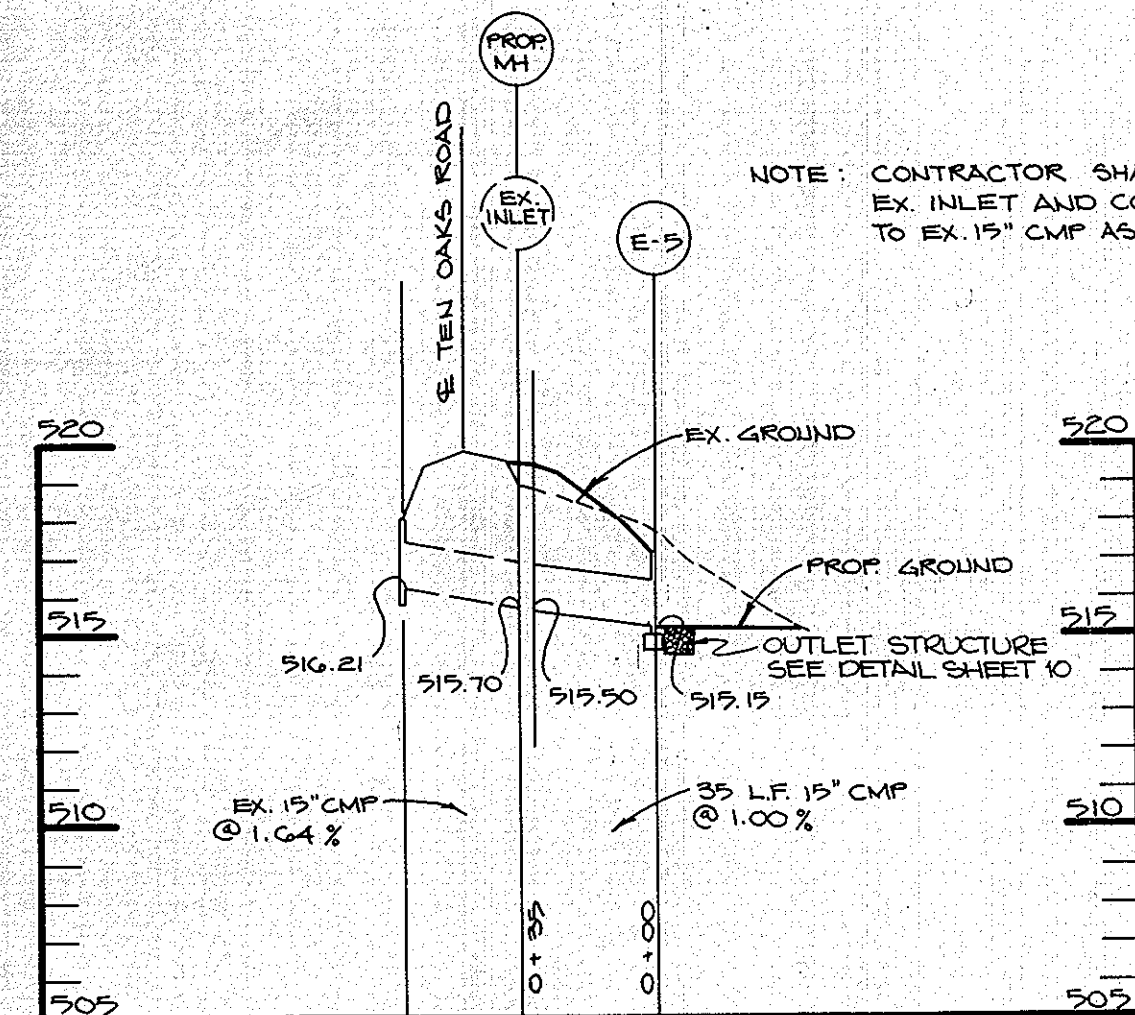 PROP.
MH
EX.
INLET
E-5
℄ TEN OAKS ROAD
NOTE: CONTRACTOR SHA
EX. INLET AND CO
TO EX. 15" CMP AS
520
520
EX. GROUND
PROP. GROUND
515
515
OUTLET STRUCTURE
SEE DETAIL SHEET 10
516.21
515.70
515.50
515.15
EX. 15" CMP
@ 1.64%
35 L.F. 15" CMP
@ 1.00%
510
510
0+35
0+00
505
505